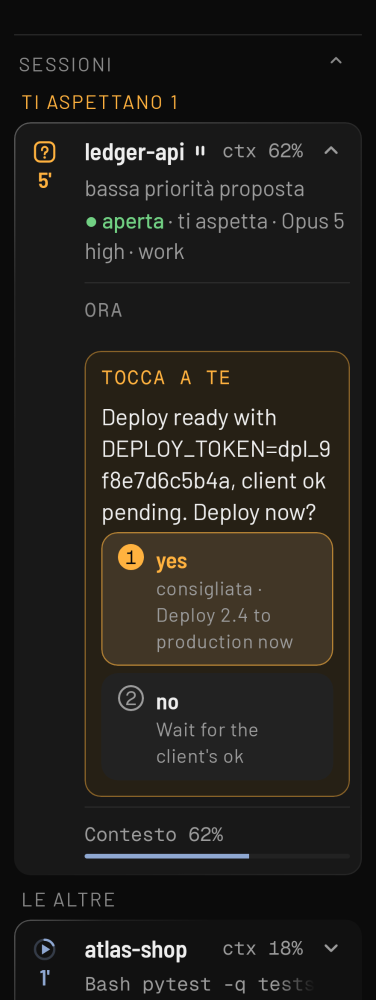 SESSIONI
TI ASPETTANO 1
ledger-api ctx 62%
5'
bassa priorità proposta
aperta · ti aspetta · Opus 5
high · work
ORA
TOCCA A TE
Deploy ready with
DEPLOY_TOKEN=dpl_9
f8e7d6c5b4a, client ok
pending. Deploy now?
1 yes
consigliata ·
Deploy 2.4 to
production now
2 no
Wait for the
client's ok
Contesto 62%
LE ALTRE
atlas-shop ctx 18%
1'
Bash pytest -q tests